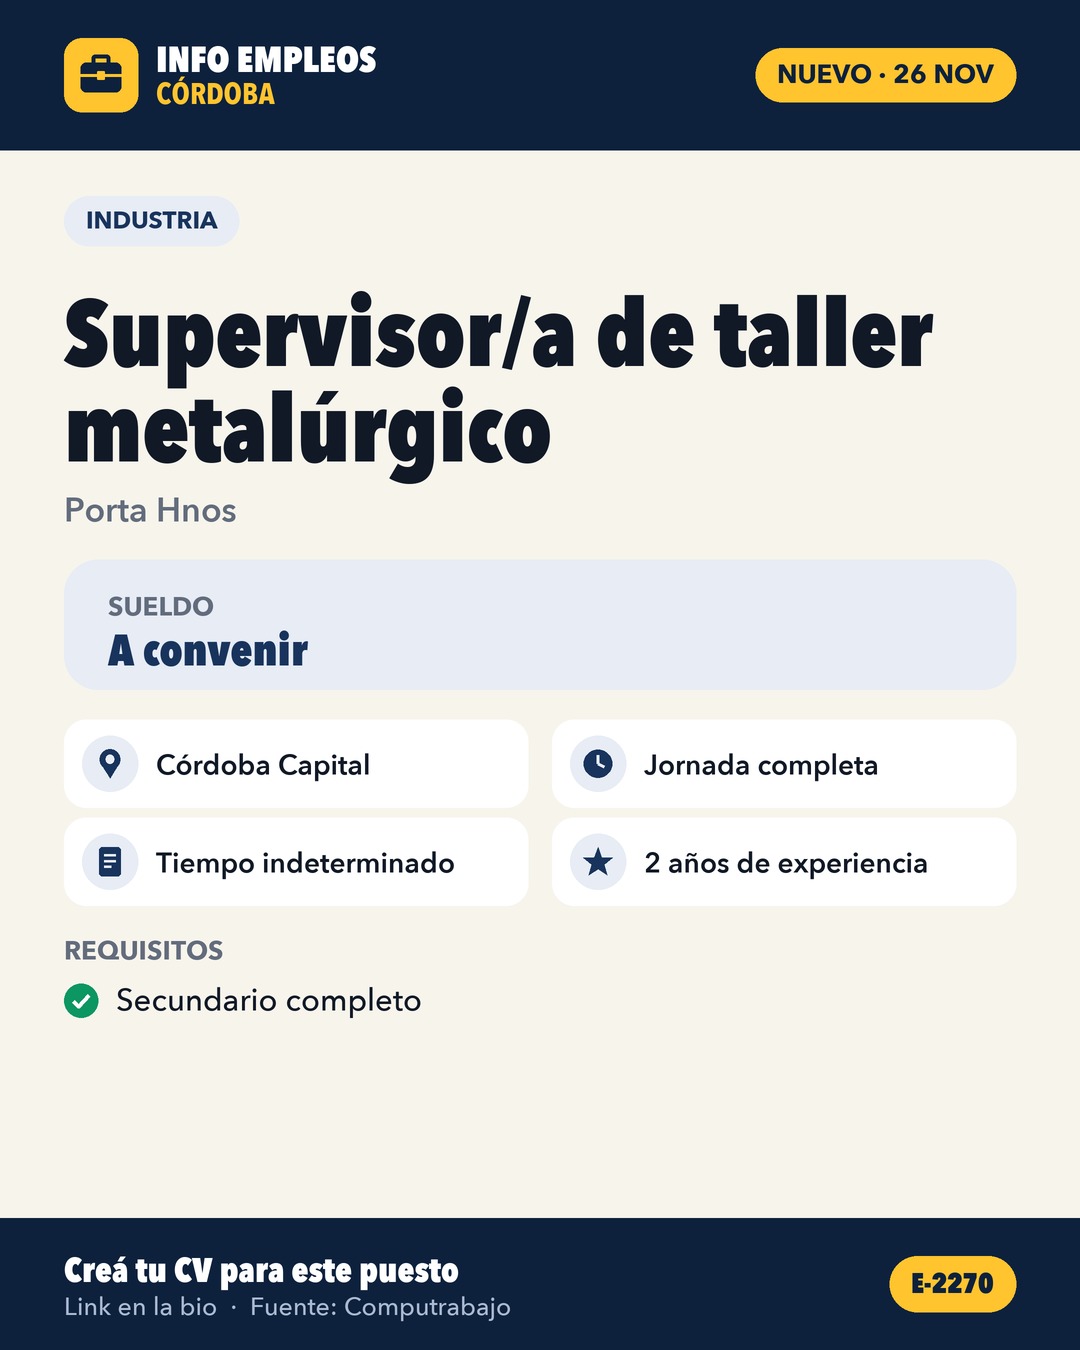 INFO EMPLEOS
CÓRDOBA
NUEVO · 26 NOV
INDUSTRIA
Supervisor/a de taller
metalúrgico
Porta Hnos
SUELDO
A convenir
Córdoba Capital
Jornada completa
Tiempo indeterminado
2 años de experiencia
REQUISITOS
Secundario completo
Creá tu CV para este puesto
Link en la bio · Fuente: Computrabajo
E-2270